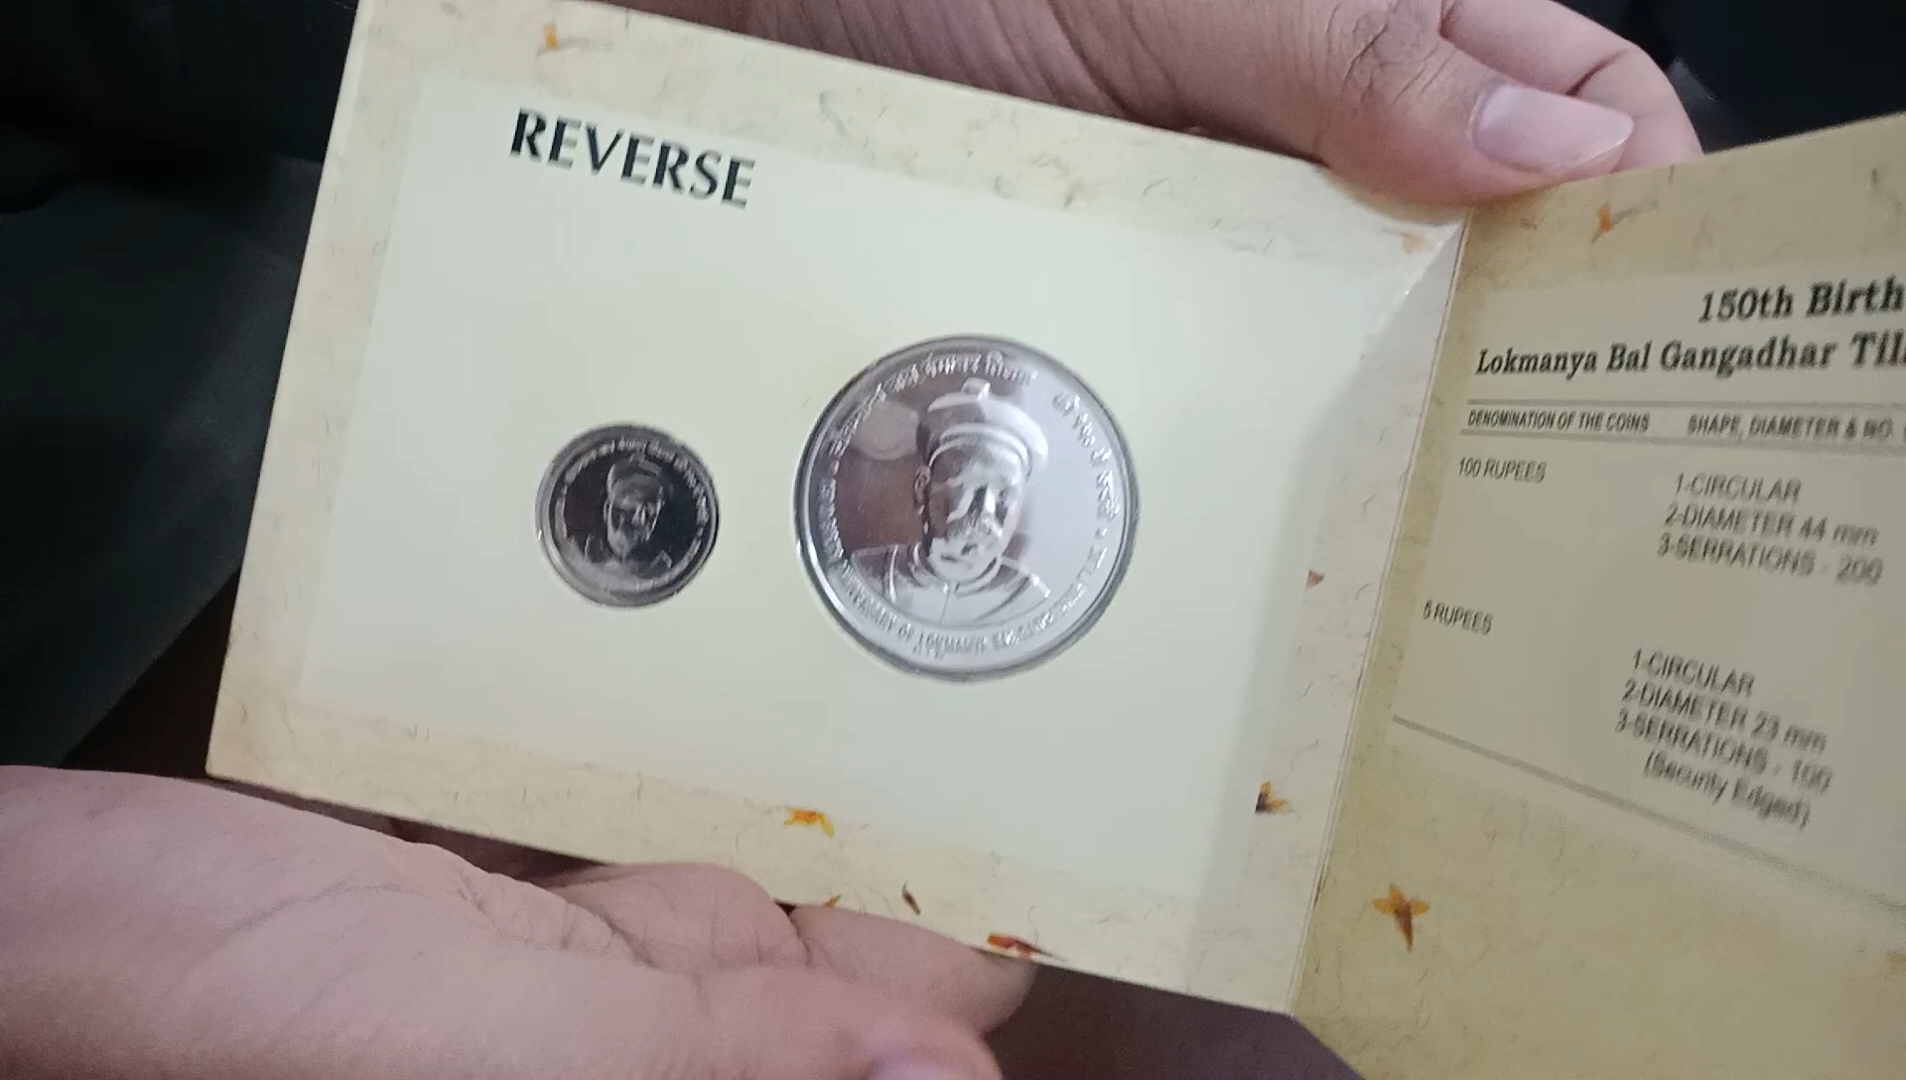 REVERSE
150th Birth
Lokmanya Bal Gangadhar Til
DENOMINATION OF THE COINS SHAPE, DIAMETER & NO.
100 RUPEES
1-CIRCULAR
2-DIAMETER 44 mm
3-SERRATIONS - 200
5 RUPEES
1-CIRCULAR
2-DIAMETER 23 mm
3-SERRATIONS - 100
(Security Edged)
OF LOKMANYA